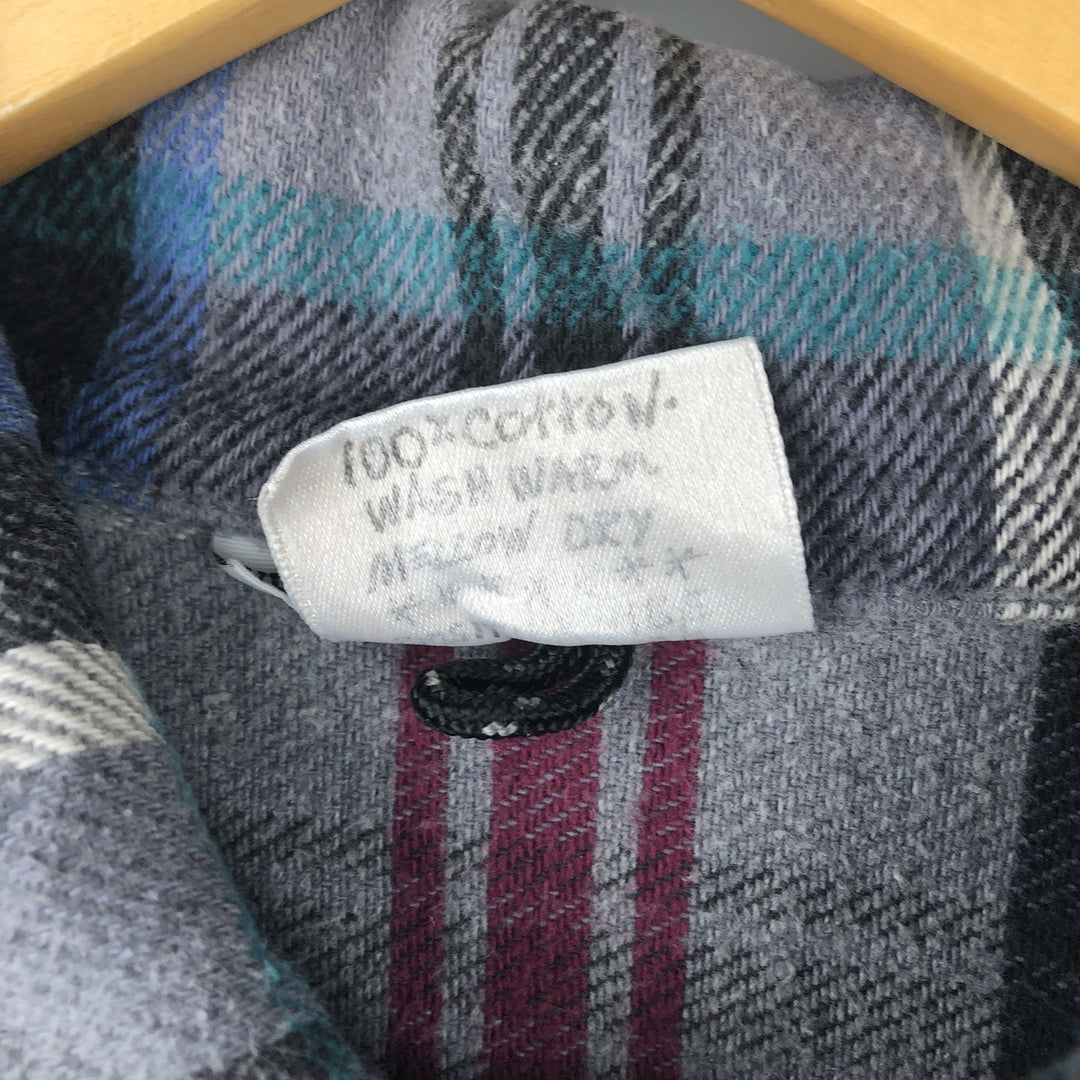 100% COTTON.
WASH WARM
MELLOW DRY
* * * * * *